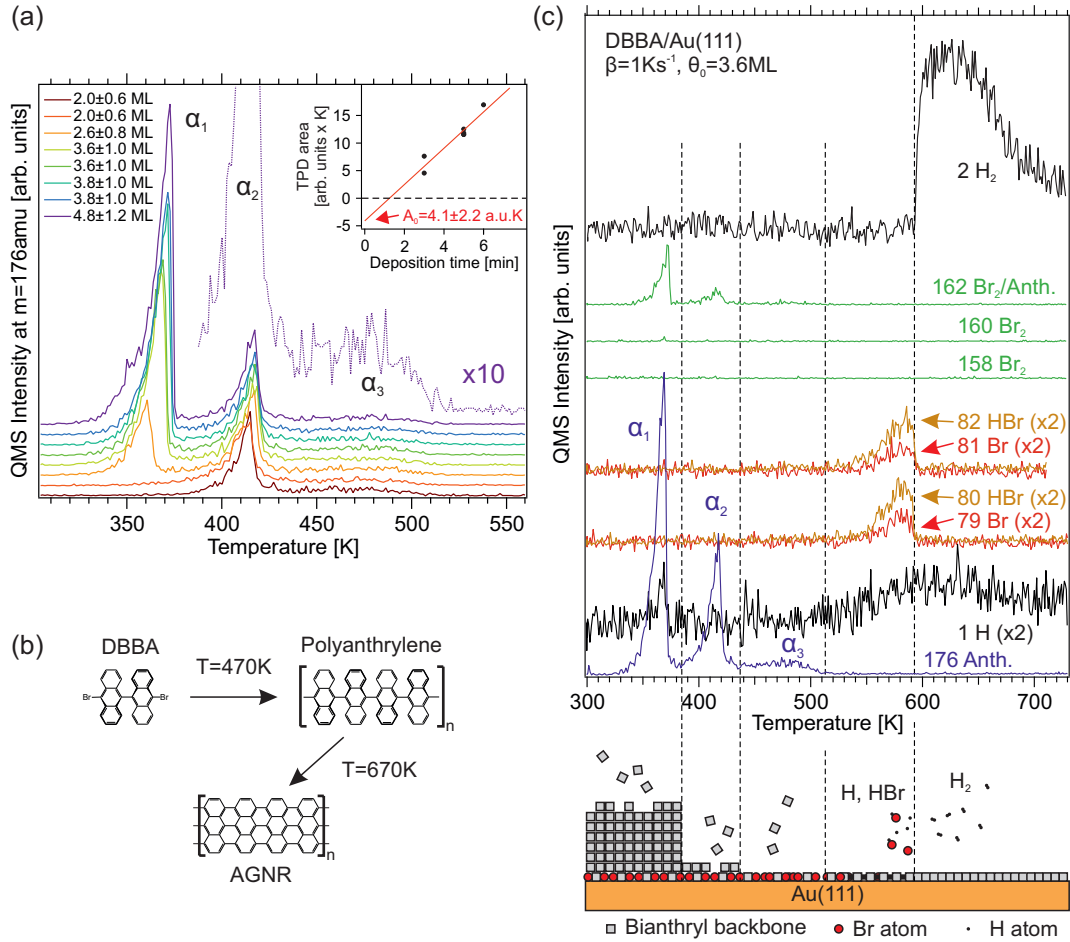 (a)
QMS Intensity at m=176amu [arb. units]
2.0±0.6 ML
2.0±0.6 ML
2.6±0.8 ML
3.6±1.0 ML
3.6±1.0 ML
3.8±1.0 ML
3.8±1.0 ML
4.8±1.2 ML
α1
α2
α3
x10
TPD area
[arb. units x K]
15
10
5
0
-5
A0=4.1±2.2 a.u.K
0 2 4 6
Deposition time [min]
350 400 450 500 550
Temperature [K]
(b)
DBBA
Br
Br
T=470K
Polyanthrylene
n
T=670K
n
AGNR
(c)
DBBA/Au(111)
β=1Ks-1, θ0=3.6ML
QMS Intensity [arb. units]
2 H2
162 Br2/Anth.
160 Br2
158 Br2
82 HBr (x2)
81 Br (x2)
80 HBr (x2)
79 Br (x2)
α1
α2
α3
1 H (x2)
176 Anth.
300 400 500 600 700
Temperature [K]
H, HBr
H2
Au(111)
Bianthryl backbone
Br atom
H atom